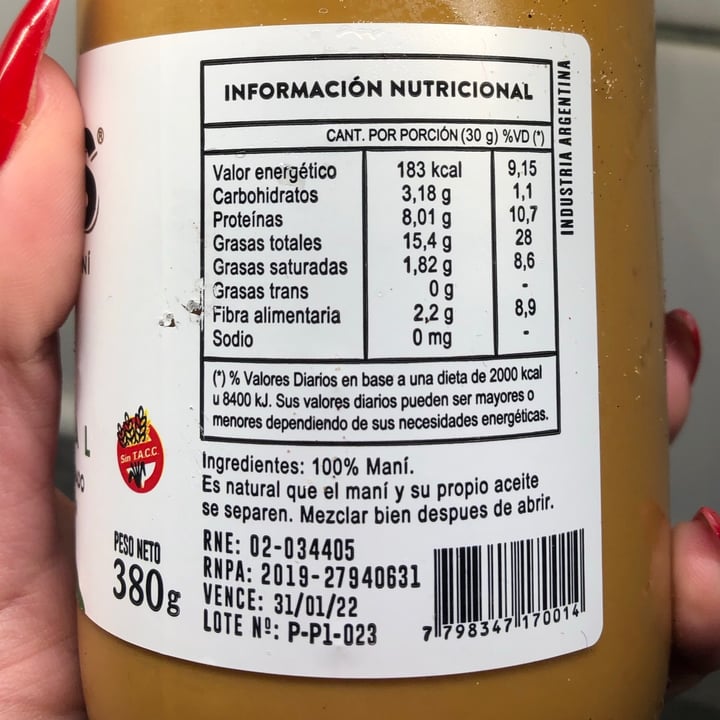 INFORMACIÓN NUTRICIONAL
CANT. POR PORCIÓN (30 g) %VD (*)
Valor energético 183 kcal 9,15
Carbohidratos 3,18 g 1,1
Proteínas 8,01 g 10,7
Grasas totales 15,4 g 28
Grasas saturadas 1,82 g 8,6
Grasas trans 0 g -
Fibra alimentaria 2,2 g 8,9
Sodio 0 mg -
(*) % Valores Diarios en base a una dieta de 2000 kcal
u 8400 kJ. Sus valores diarios pueden ser mayores o
menores dependiendo de sus necesidades energéticas.
INDUSTRIA ARGENTINA
Sin T.A.C.C.
Ingredientes: 100% Maní.
Es natural que el maní y su propio aceite
se separen. Mezclar bien despues de abrir.
PESO NETO
380g
RNE: 02-034405
RNPA: 2019-27940631
VENCE: 31/01/22
LOTE Nº: P-P1-023
7 798347 170014